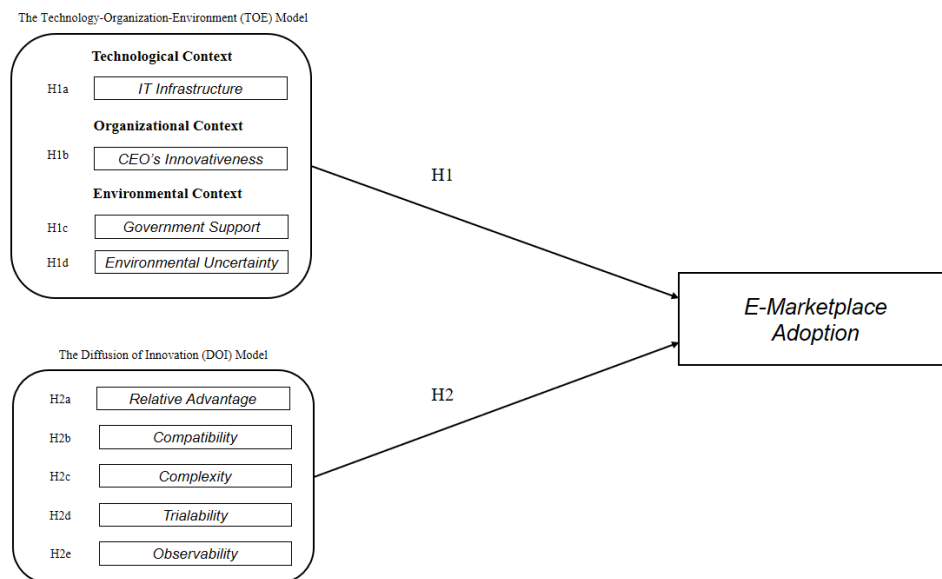 The Technology-Organization-Environment (TOE) Model
Technological Context
H1a IT Infrastructure
Organizational Context
H1b CEO's Innovativeness
Environmental Context
H1c Government Support
H1d Environmental Uncertainty
H1
E-Marketplace
Adoption
The Diffusion of Innovation (DOI) Model
H2a Relative Advantage
H2b Compatibility
H2c Complexity
H2d Trialability
H2e Observability
H2